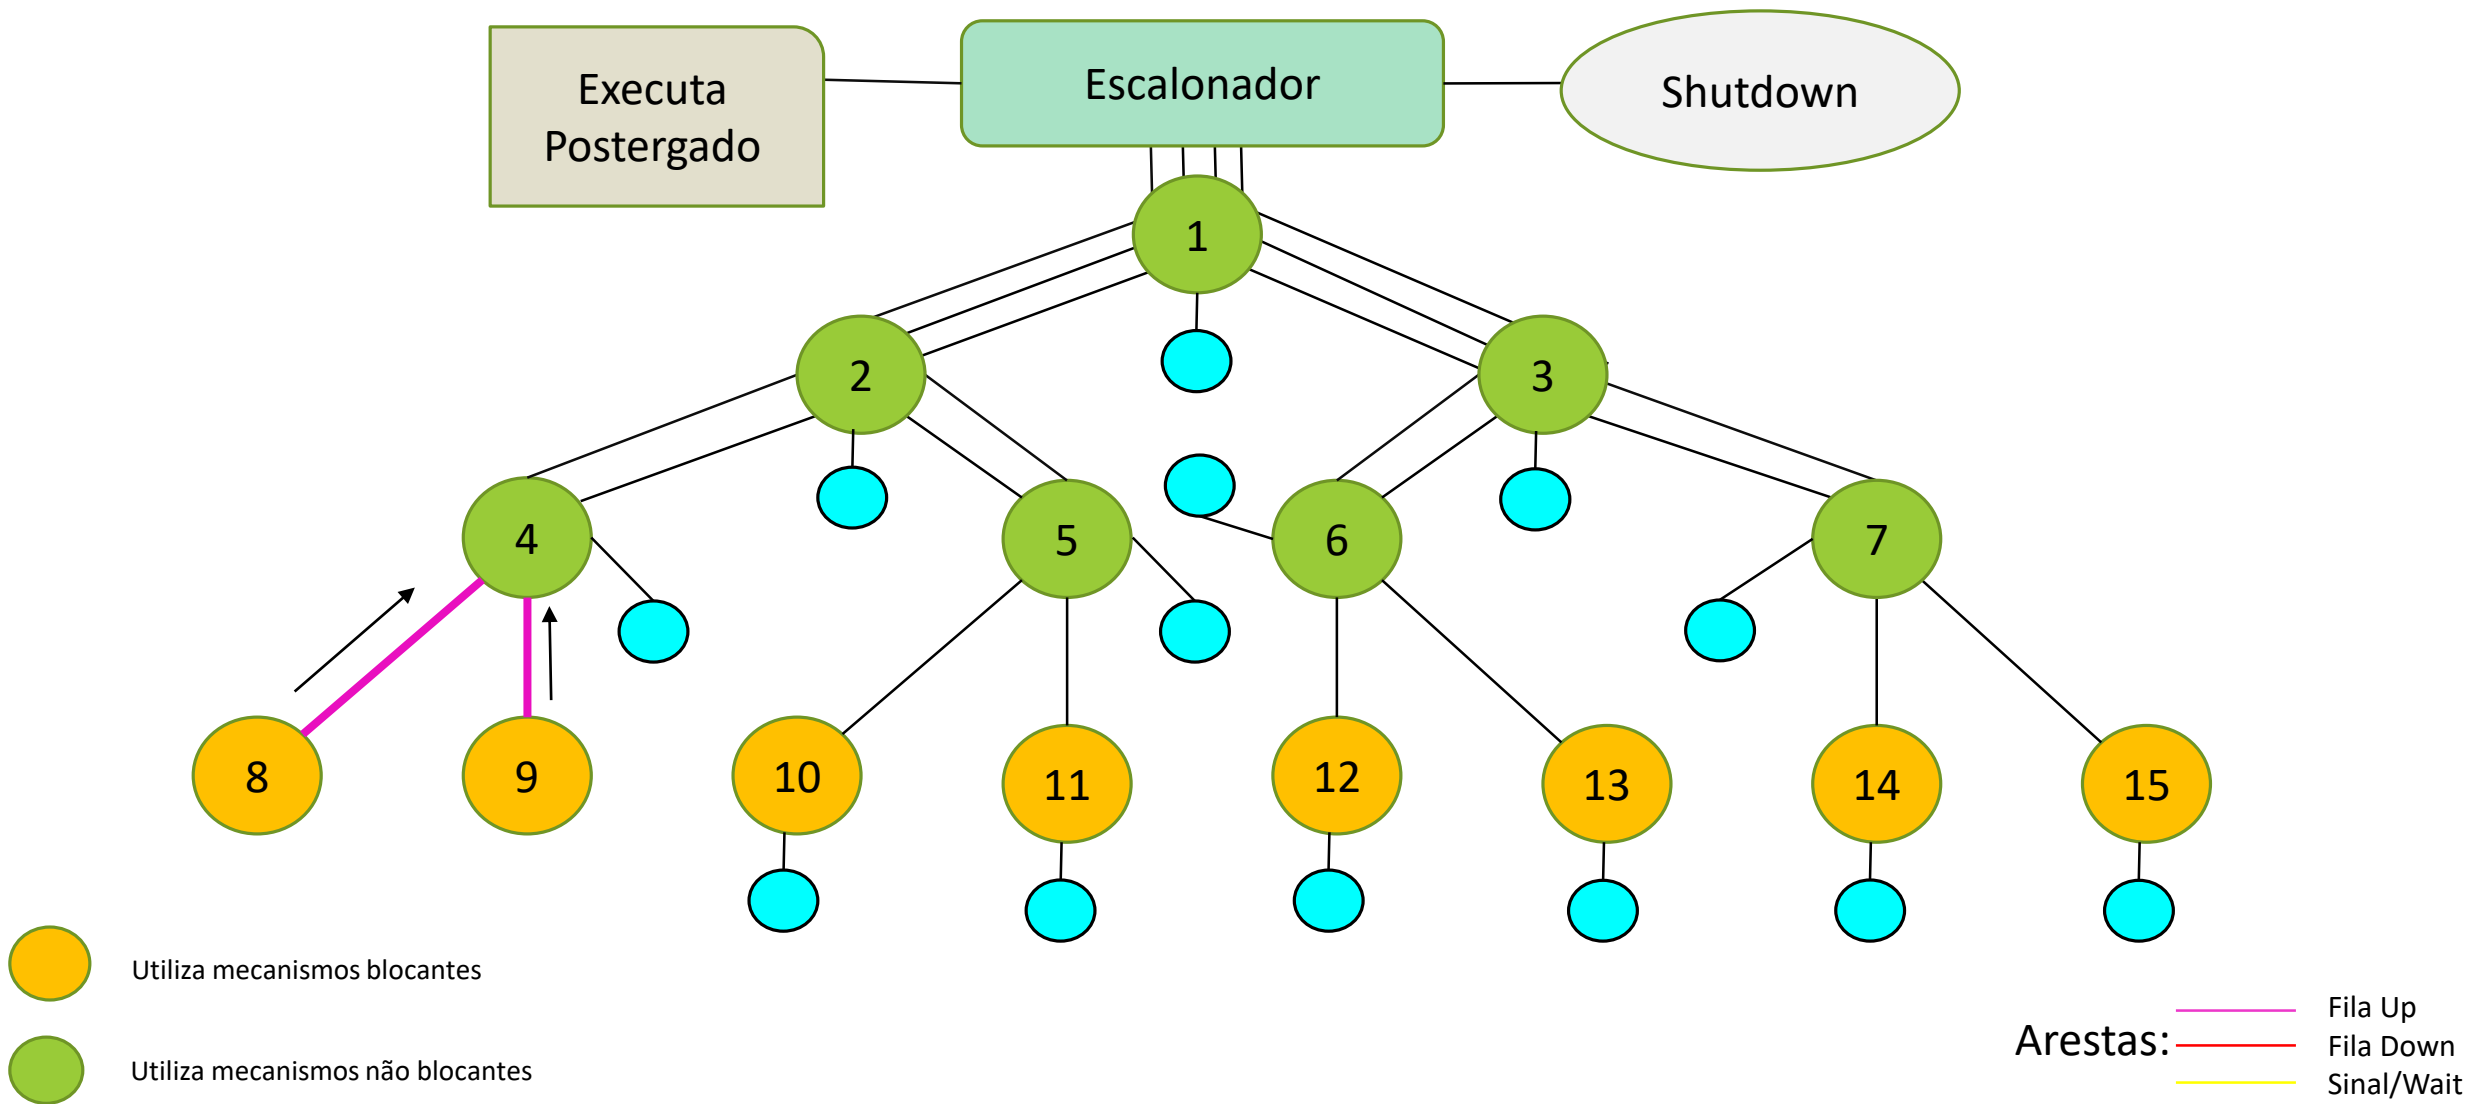 Executa
Postergado
Escalonador
Shutdown
1
2
3
4
5
6
7
8
9
10
11
12
13
14
15
Utiliza mecanismos blocantes
Utiliza mecanismos não blocantes
Arestas:
Fila Up
Fila Down
Sinal/Wait